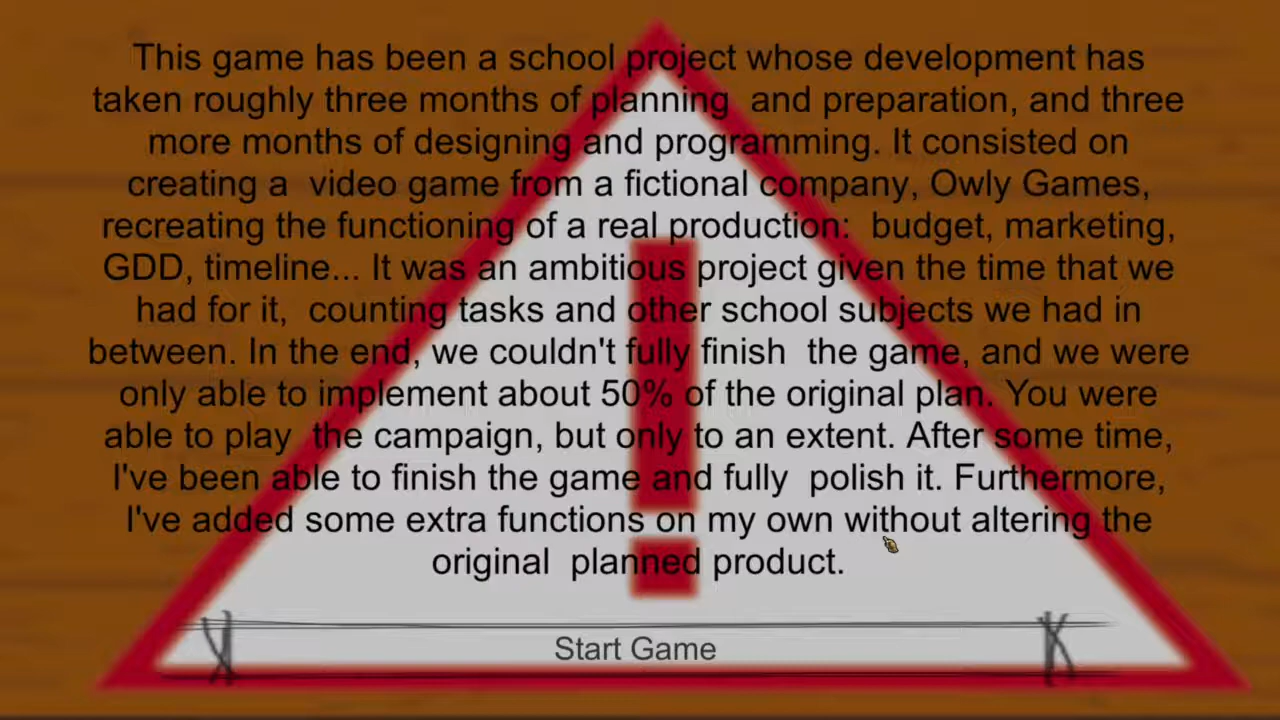 This game has been a school project whose development has
taken roughly three months of planning  and preparation, and three
more months of designing and programming. It consisted on
creating a  video game from a fictional company, Owly Games,
recreating the functioning of a real production:  budget, marketing,
GDD, timeline... It was an ambitious project given the time that we
had for it,  counting tasks and other school subjects we had in
between. In the end, we couldn't fully finish  the game, and we were
only able to implement about 50% of the original plan. You were
able to play  the campaign, but only to an extent. After some time,
I've been able to finish the game and fully  polish it. Furthermore,
I've added some extra functions on my own without altering the
original  planned product.
Start Game